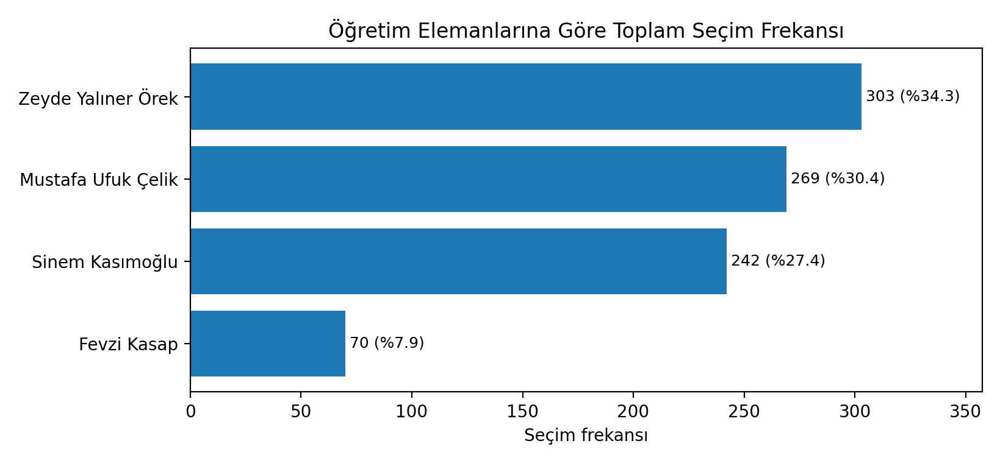 Öğretim Elemanlarına Göre Toplam Seçim Frekansı
Zeyde Yalıner Örek
303 (%34.3)
Mustafa Ufuk Çelik
269 (%30.4)
Sinem Kasımoğlu
242 (%27.4)
Fevzi Kasap
70 (%7.9)
0 50 100 150 200 250 300 350
Seçim frekansı